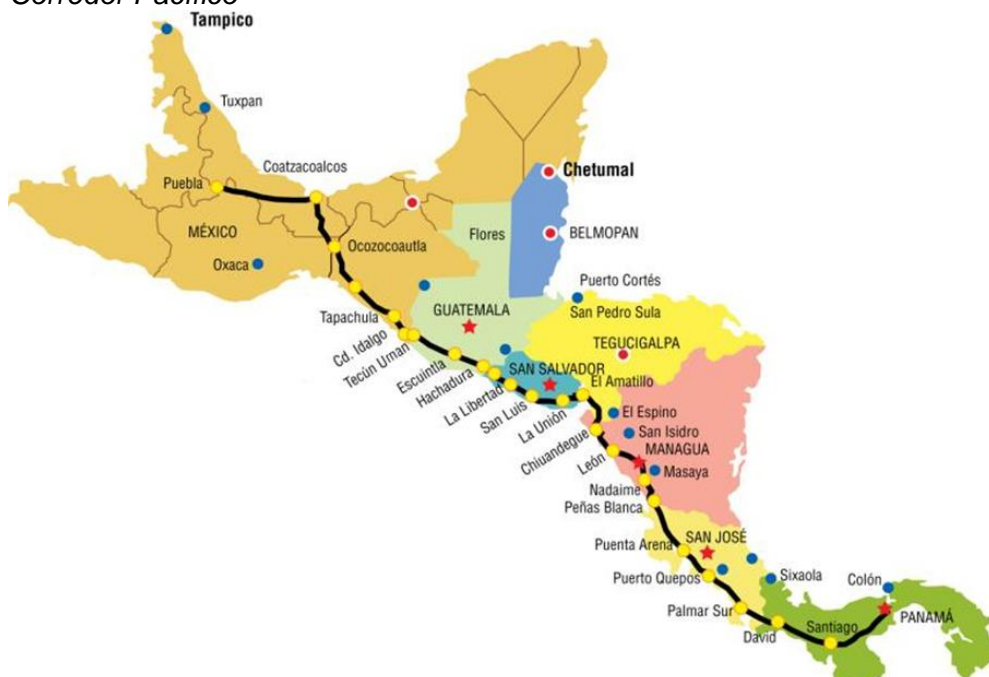 Corredor Pacífico
Tampico
Tuxpan
Coatzacoalcos
Puebla
Chetumal
MÉXICO
Flores
BELMOPAN
Ocozocoautla
Oxaca
Puerto Cortés
GUATEMALA
San Pedro Sula
Tapachula
Cd. Idalgo
TEGUCIGALPA
Tecún Uman
Escuintla
SAN SALVADOR
Hachadura
El Amatillo
La Libertad
San Luis
El Espino
La Unión
San Isidro
Chiuandegue
MANAGUA
León
Masaya
Nadaime
Peñas Blanca
SAN JOSÉ
Puenta Arena
Puerto Quepos
Sixaola
Colón
Palmar Sur
PANAMÁ
Santiago
David